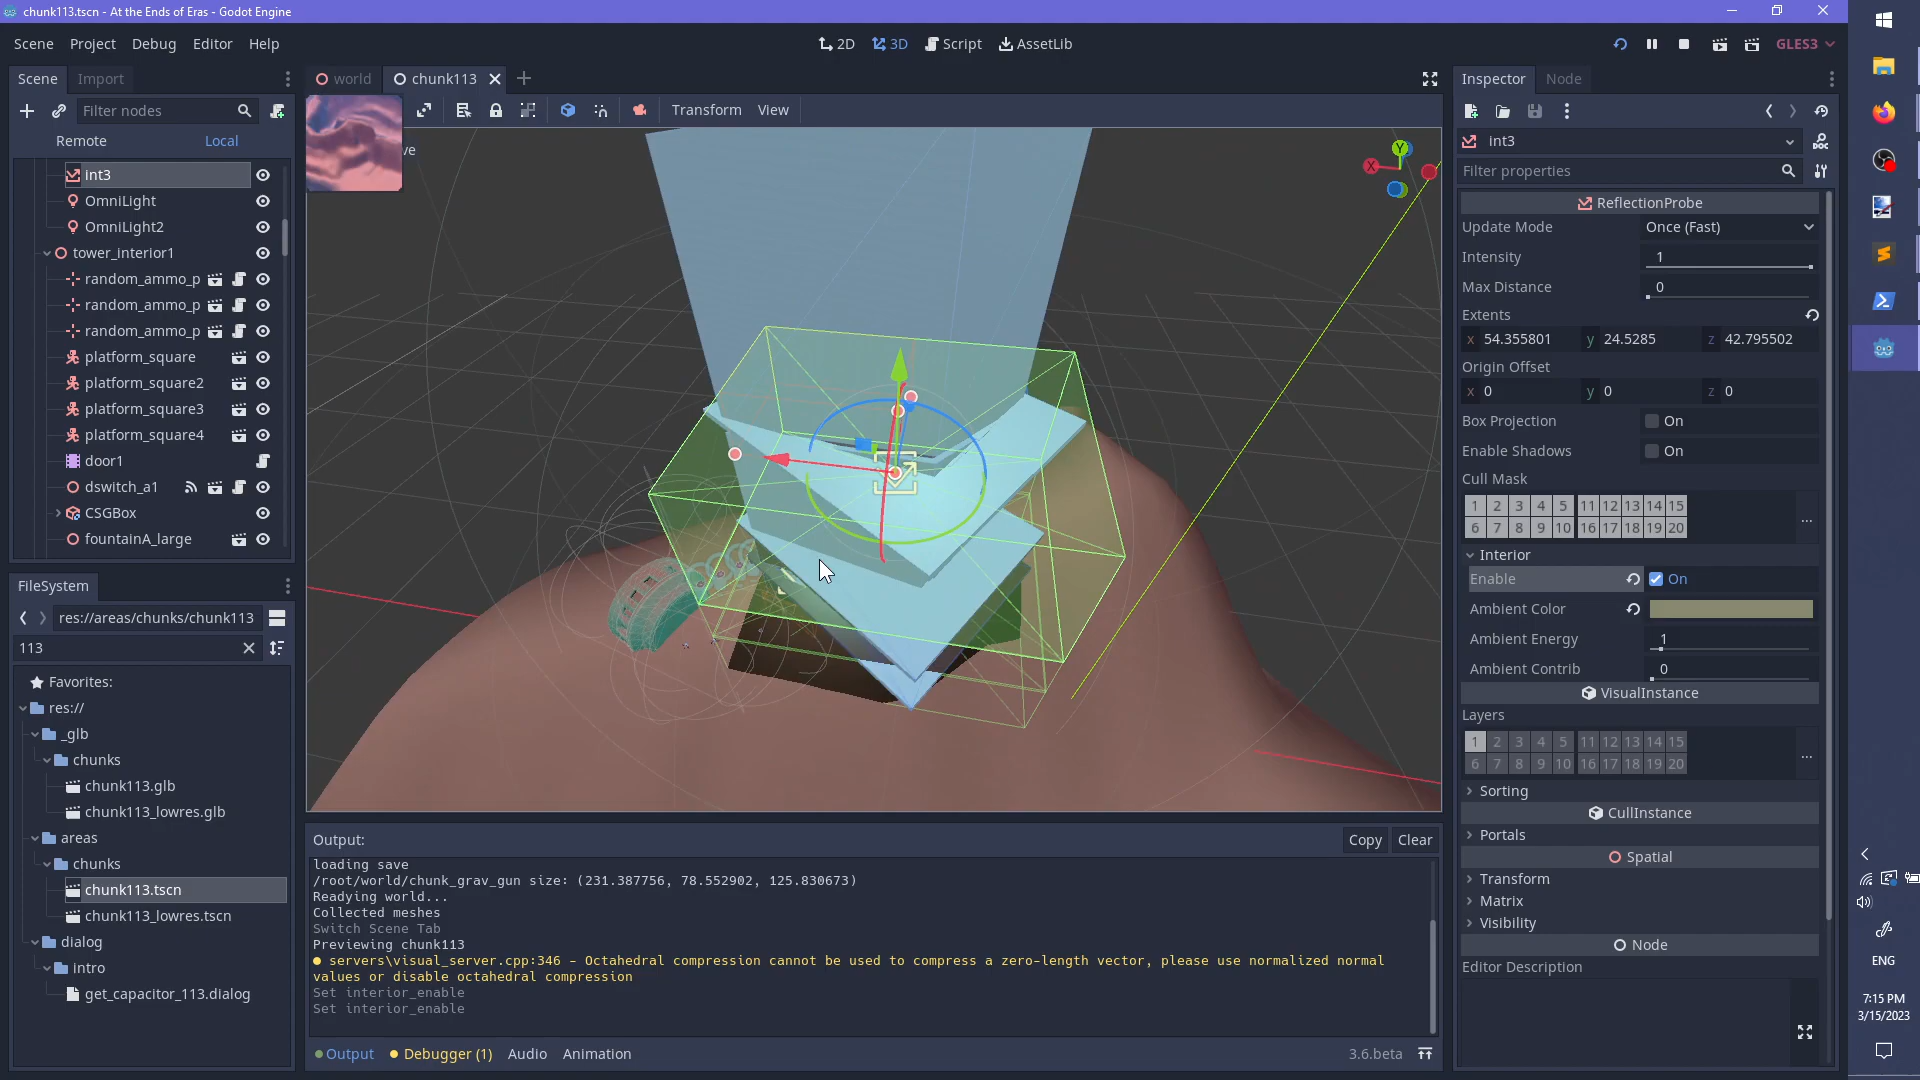 chunk113.tscn - At the Ends of Eras - Godot Engine
Scene Project Debug Editor Help
2D 3D Script AssetLib
GLES3
Scene Import
Filter nodes
Remote Local
int3
OmniLight
OmniLight2
tower_interior1
random_ammo_p
random_ammo_p
random_ammo_p
platform_square
platform_square2
platform_square3
platform_square4
door1
dswitch_a1
CSGBox
fountainA_large
FileSystem
res://areas/chunks/chunk113
113
Favorites:
res://
_glb
chunks
chunk113.glb
chunk113_lowres.glb
areas
chunks
chunk113.tscn
chunk113_lowres.tscn
dialog
intro
get_capacitor_113.dialog
world chunk113
Transform View
ve
X Y
Output:
Copy Clear
loading save
/root/world/chunk_grav_gun size: (231.387756, 78.552902, 125.830673)
Readying world...
Collected meshes
Switch Scene Tab
Previewing chunk113
servers\visual_server.cpp:346 - Octahedral compression cannot be used to compress a zero-length vector, please use normalized normal
values or disable octahedral compression
Set interior_enable
Set interior_enable
Output Debugger (1) Audio Animation
3.6.beta
Inspector Node
int3
DOC
Filter properties
ReflectionProbe
Update Mode Once (Fast)
Intensity 1
Max Distance 0
Extents
x 54.355801 y 24.5285 z 42.795502
Origin Offset
x 0 y 0 z 0
Box Projection On
Enable Shadows On
Cull Mask
1 2 3 4 5 11 12 13 14 15
6 7 8 9 10 16 17 18 19 20
...
Interior
Enable On
Ambient Color
Ambient Energy 1
Ambient Contrib 0
VisualInstance
Layers
1 2 3 4 5 11 12 13 14 15
6 7 8 9 10 16 17 18 19 20
...
Sorting
CullInstance
Portals
Spatial
Transform
Matrix
Visibility
Node
Editor Description
ENG
7:15 PM
3/15/2023